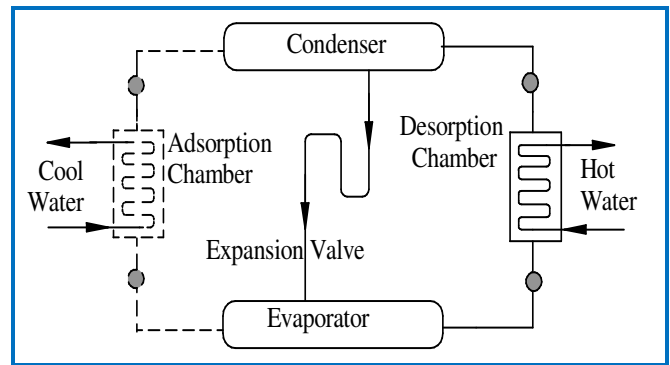 Condenser
Adsorption
Chamber
Desorption
Chamber
Cool
Water
Hot
Water
Expansion Valve
Evaporator